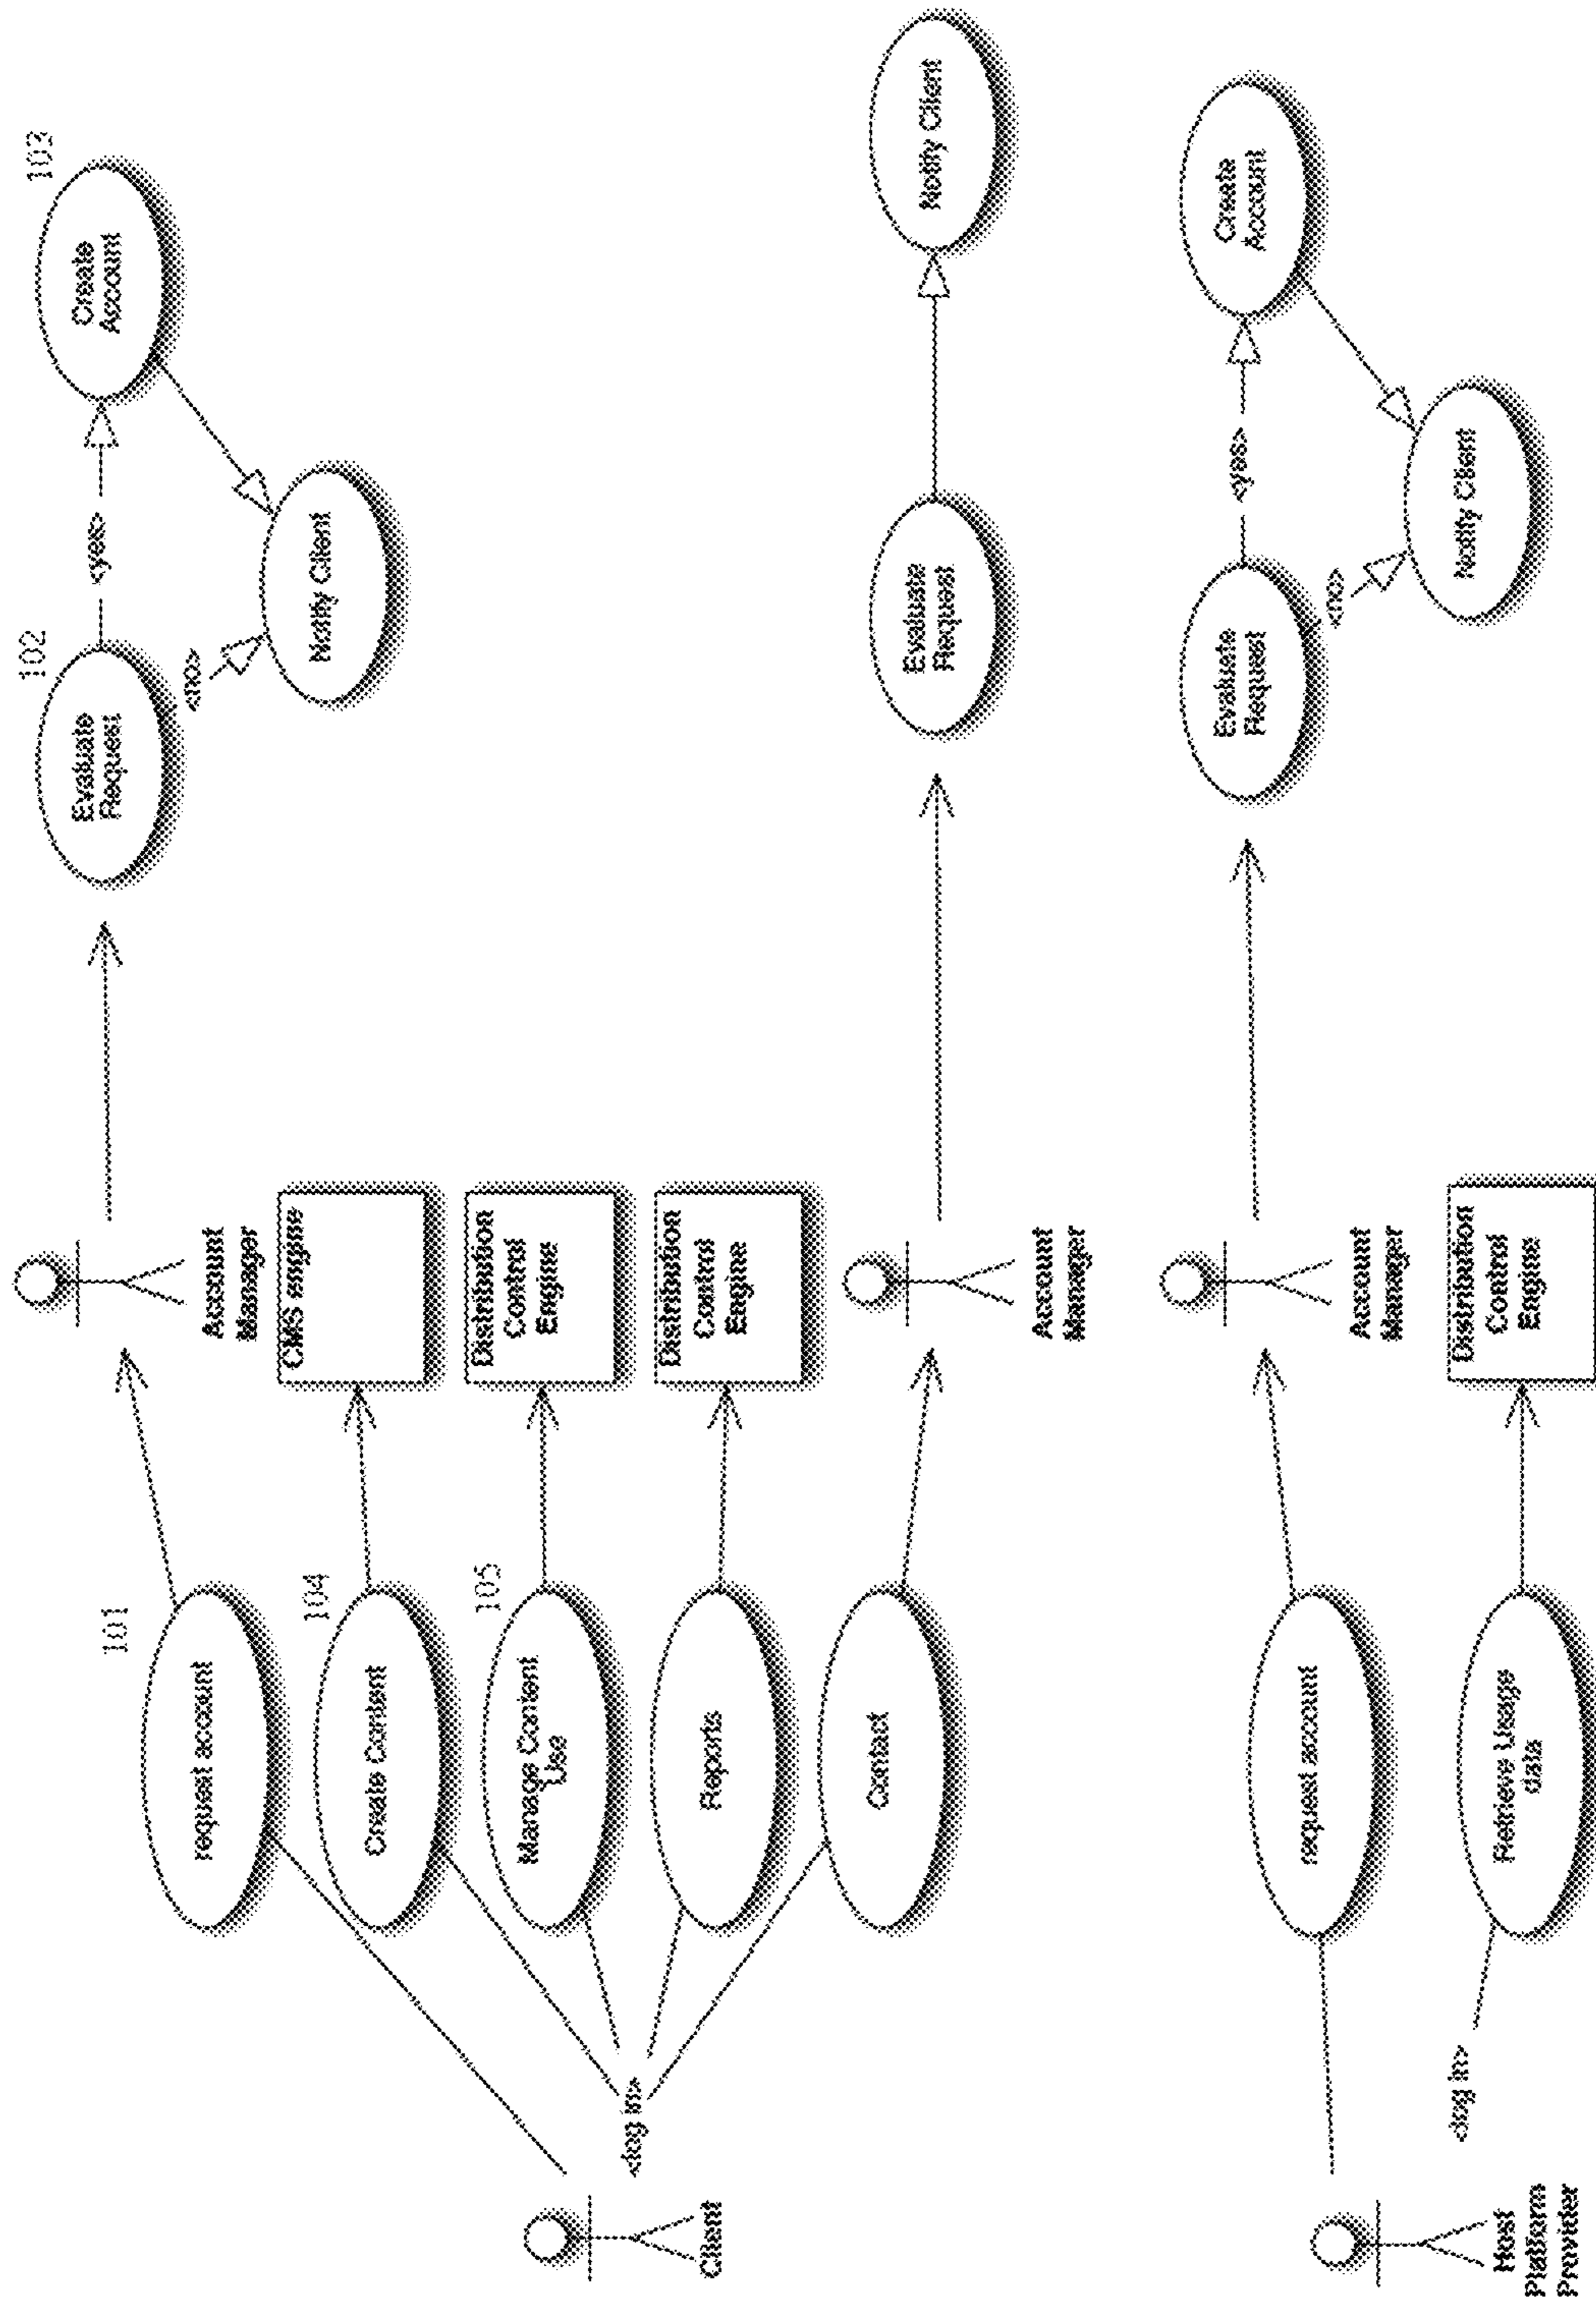 103
Create
Account
102
<yes>
Evaluate
Request
<no>
Notify Client
Account
Manager
101
request account
CMS engine
104
Create Content
Distribution
Control
Engine
105
Manage Content
Use
Distribution
Control
Engine
Reports
Notify Client
Evaluate
Request
Account
Manager
Contact
<log in>
Client
Create
Account
<yes>
Evaluate
Request
<no>
Notify Client
Account
Manager
request account
Distribution
Control
Engine
Retrieve Usage
data
<log in>
Host
Platform
Provider